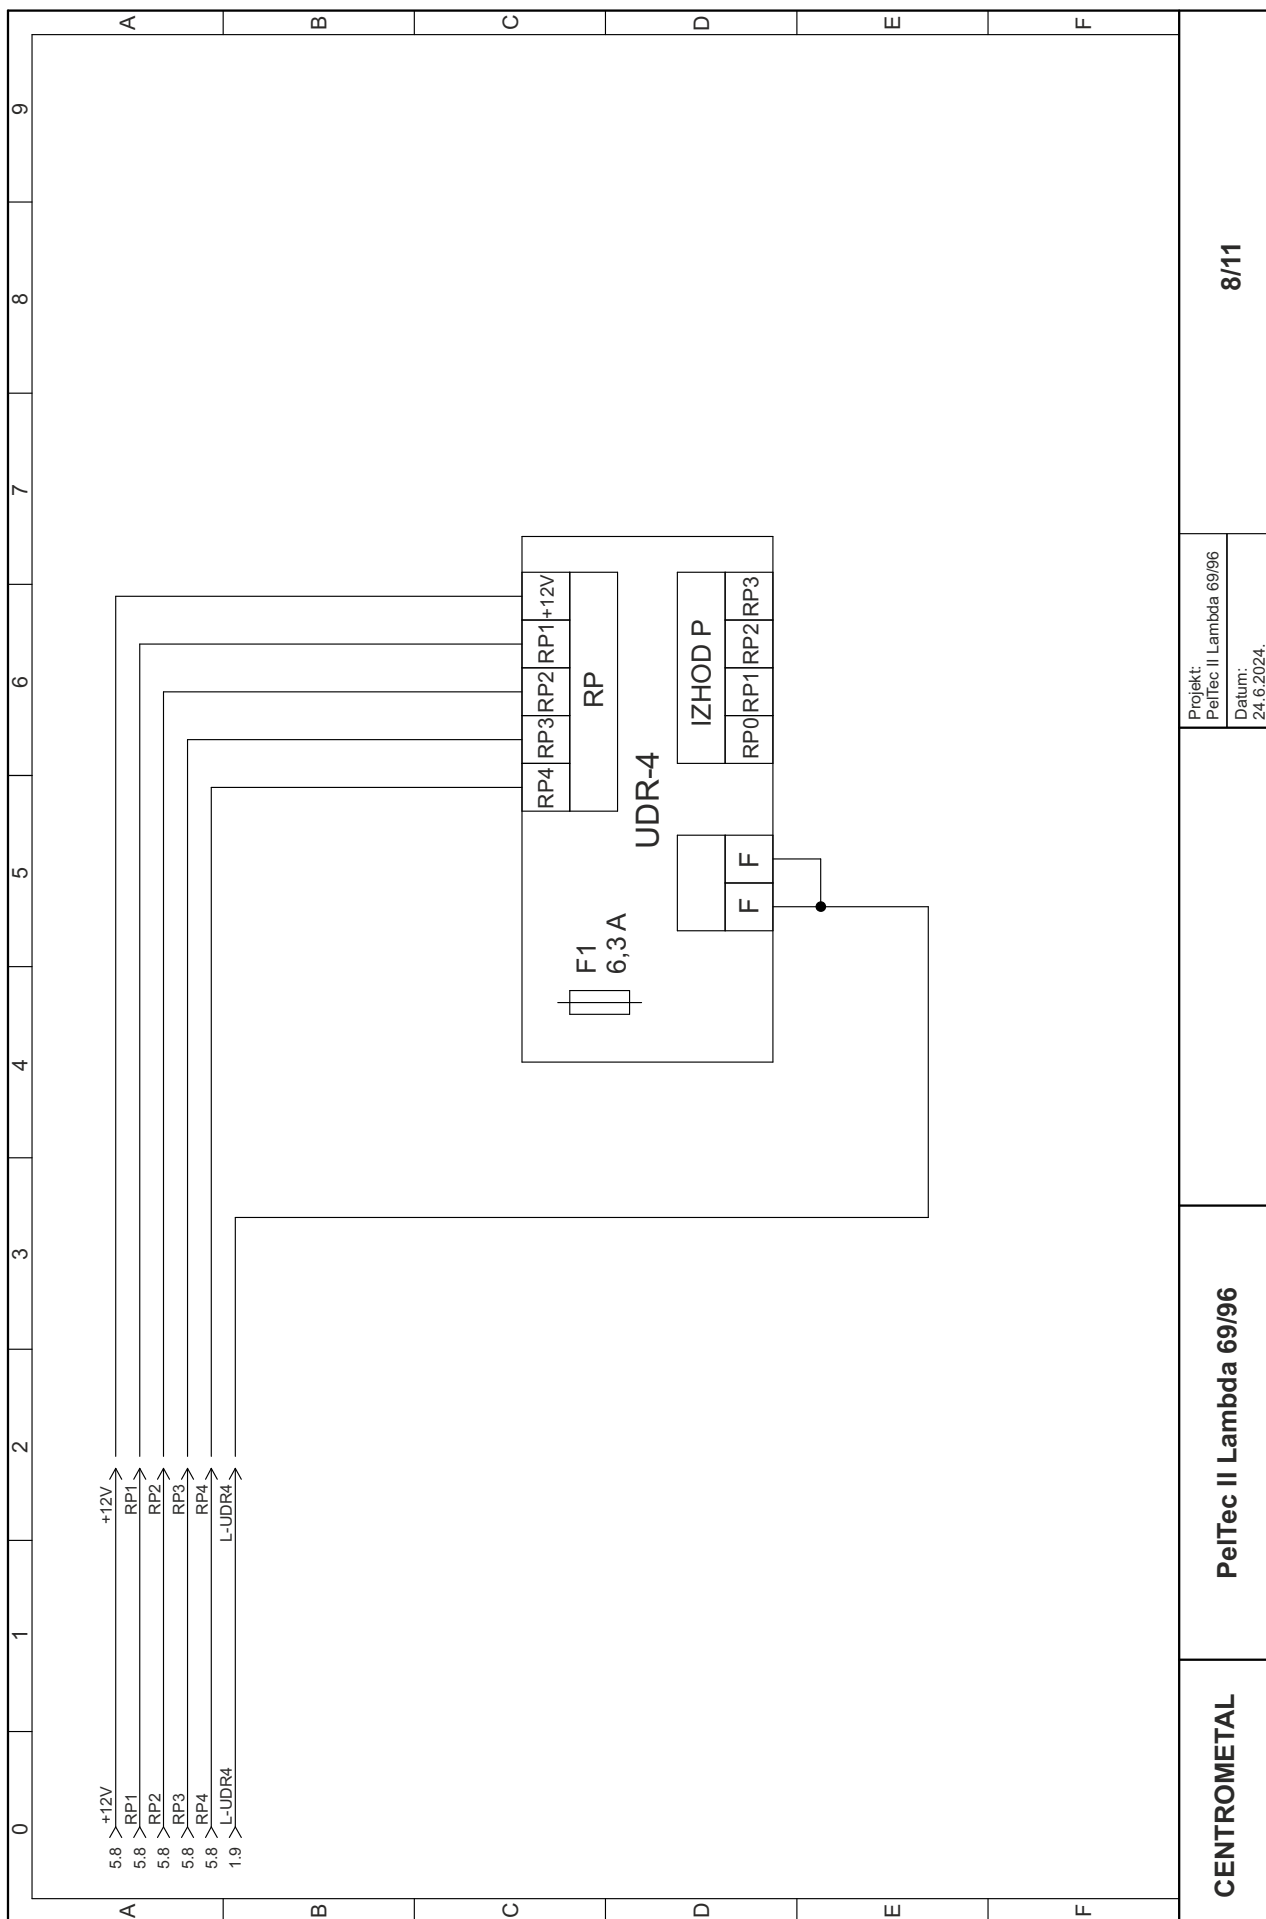 0 1 2 3 4 5 6 7 8 9
A A
B B
C C
D D
E E
F F
5.8 +12V +12V
5.8 RP1 RP1
5.8 RP2 RP2
5.8 RP3 RP3
5.8 RP4 RP4
1.9 L-UDR4 L-UDR4
RP4 RP3 RP2 RP1 +12V
RP
F1
6,3 A
UDR-4
IZHOD P
F F RP0 RP1 RP2 RP3
CENTROMETAL
PelTec II Lambda 69/96
Projekt:
PelTec II Lambda 69/96
Datum:
24.6.2024.
8/11